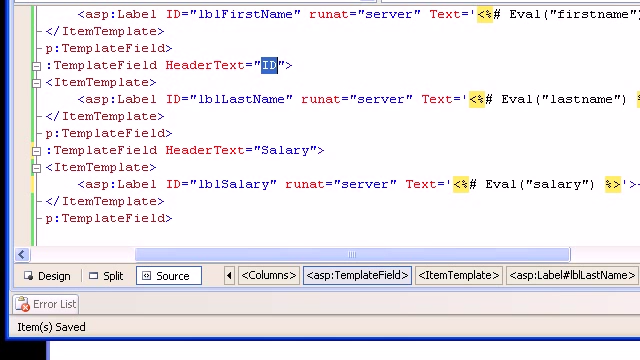 <asp:Label ID="lblFirstName" runat="server" Text='<%# Eval("firstname")
</ItemTemplate>
p:TemplateField>
:TemplateField HeaderText="ID">
<ItemTemplate>
<asp:Label ID="lblLastName" runat="server" Text='<%# Eval("lastname") %
</ItemTemplate>
p:TemplateField>
:TemplateField HeaderText="Salary">
<ItemTemplate>
<asp:Label ID="lblSalary" runat="server" Text='<%# Eval("salary") %>'>
</ItemTemplate>
p:TemplateField>
Design Split Source <Columns> <asp:TemplateField> <ItemTemplate> <asp:Label#lblLastName>
Error List
Item(s) Saved